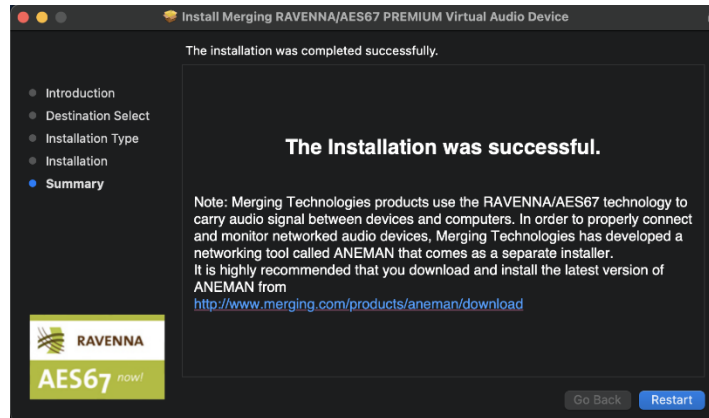 Install Merging RAVENNA/AES67 PREMIUM Virtual Audio Device
The installation was completed successfully.
Introduction
Destination Select
Installation Type
Installation
Summary
The Installation was successful.
Note: Merging Technologies products use the RAVENNA/AES67 technology to
carry audio signal between devices and computers. In order to properly connect
and monitor networked audio devices, Merging Technologies has developed a
networking tool called ANEMAN that comes as a separate installer.
It is highly recommended that you download and install the latest version of
ANEMAN from
http://www.merging.com/products/aneman/download
RAVENNA
AES67 now!
Go Back
Restart